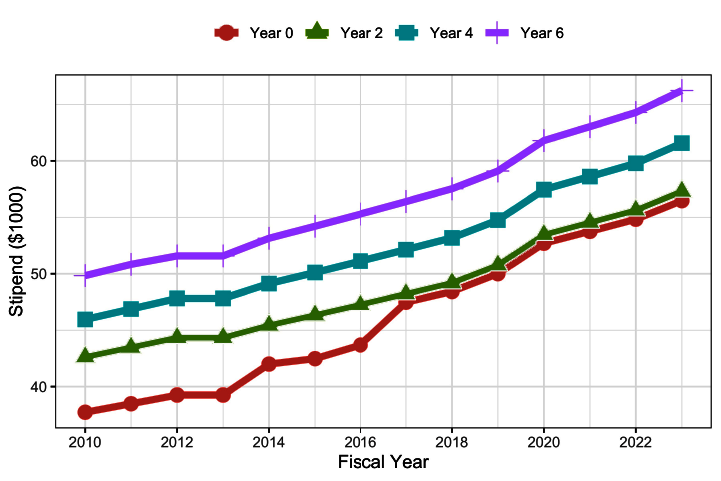 Year 0 Year 2 Year 4 Year 6
60
50
40
Stipend ($1000)
2010 2012 2014 2016 2018 2020 2022
Fiscal Year